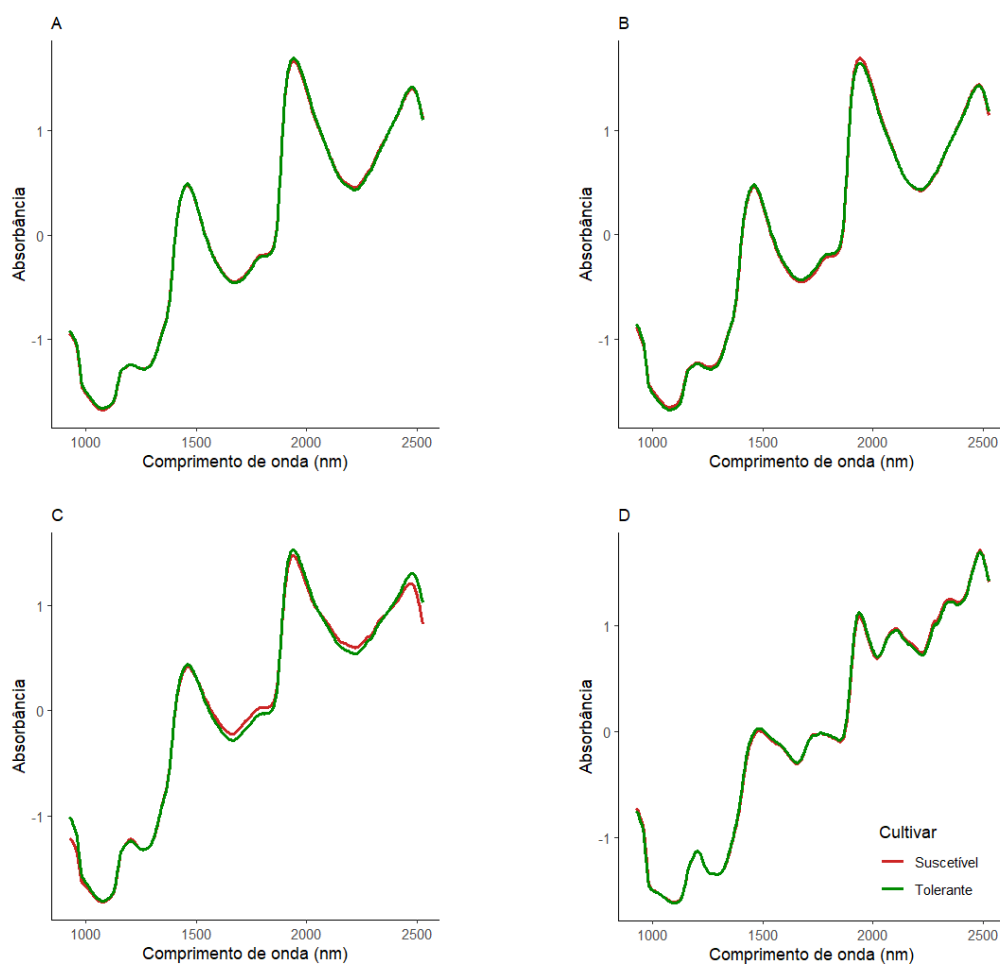 A
Absorbância
1
0
-1
1000 1500 2000 2500
Comprimento de onda (nm)
B
Absorbância
1
0
-1
1000 1500 2000 2500
Comprimento de onda (nm)
C
Absorbância
1
0
-1
1000 1500 2000 2500
Comprimento de onda (nm)
D
Absorbância
1
0
-1
Cultivar
Suscetível
Tolerante
1000 1500 2000 2500
Comprimento de onda (nm)